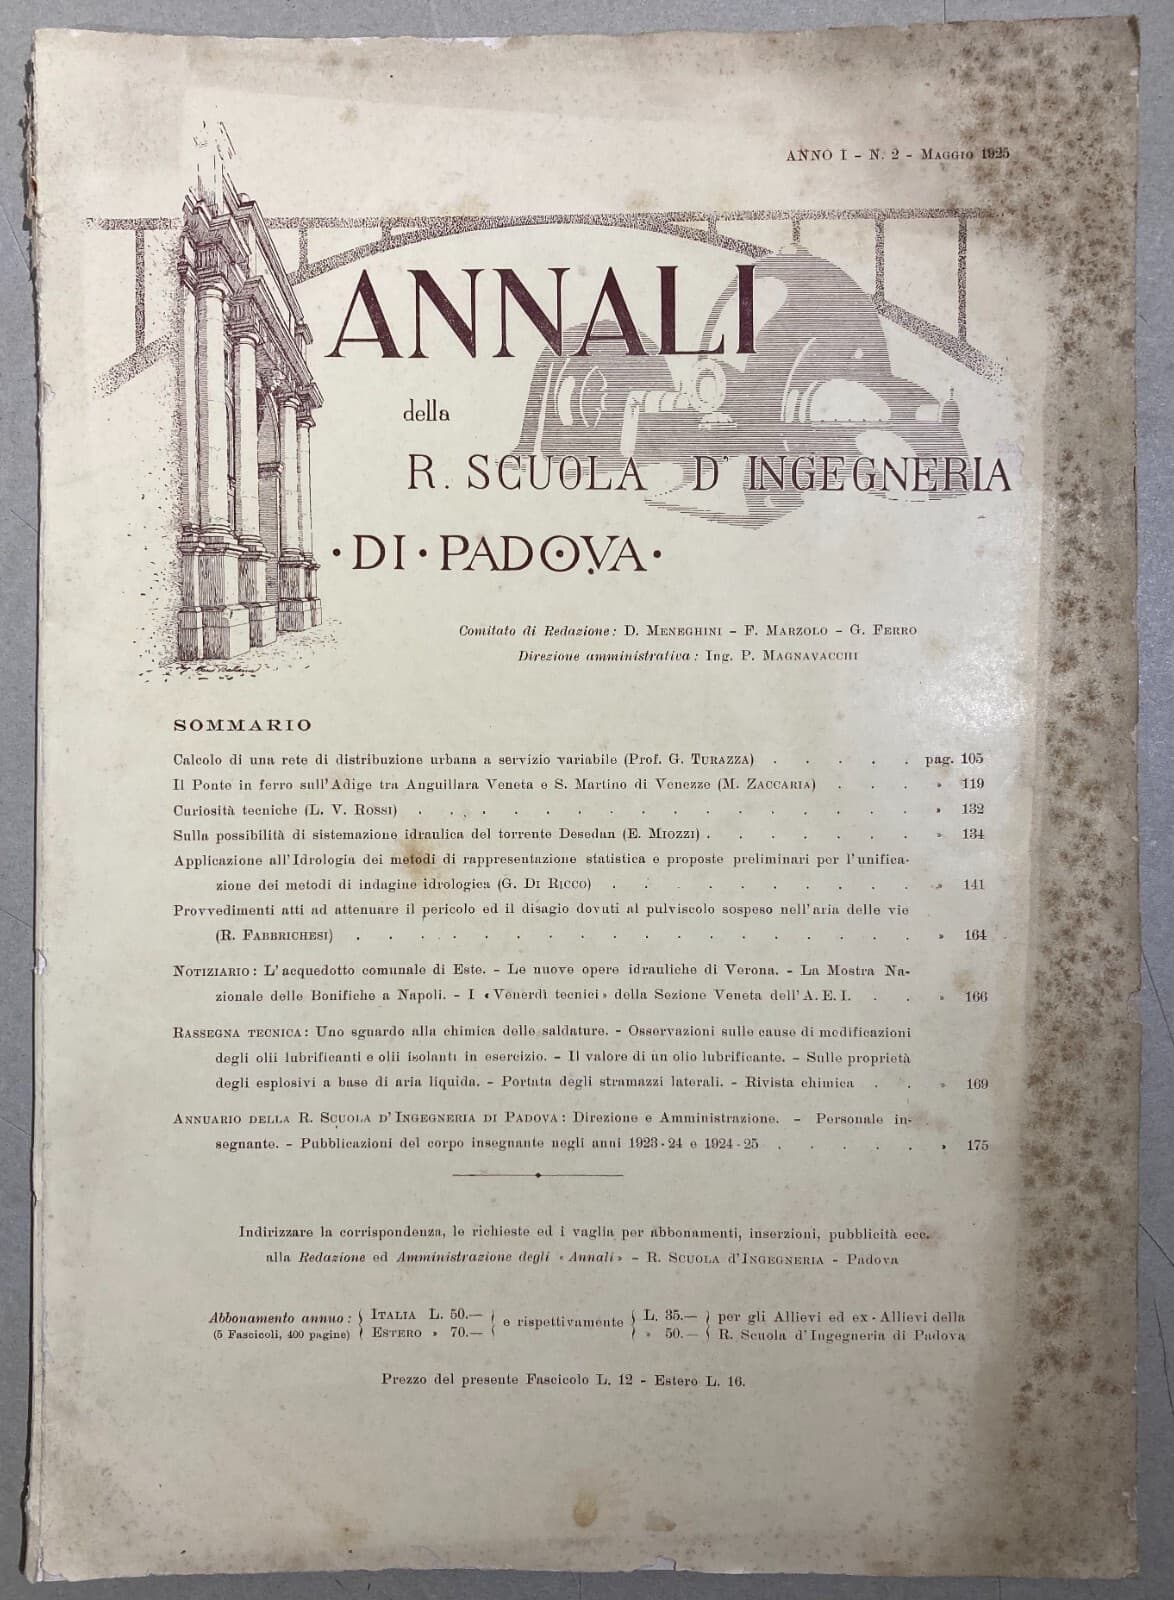 ANNO I - N. 2 - MAGGIO 1925
ANNALI
della
R. SCUOLA D'INGEGNERIA
· DI · PADOVA ·
Comitato di Redazione: D. MENEGHINI - F. MARZOLO - G. FERRO
Direzione amministrativa: Ing. P. MAGNAVACCHI
SOMMARIO
Calcolo di una rete di distribuzione urbana a servizio variabile (Prof. G. TURAZZA) . . . . . pag. 105
Il Ponte in ferro sull'Adige tra Anguillara Veneta e S. Martino di Venezze (M. ZACCARIA) . . . » 119
Curiosità tecniche (L. V. ROSSI) . . . . . . . . . . . . . . . . » 132
Sulla possibilità di sistemazione idraulica del torrente Desedan (E. MIOZZI) . . . . . . . » 134
Applicazione all'Idrologia dei metodi di rappresentazione statistica e proposte preliminari per l'unifica-
zione dei metodi di indagine idrologica (G. DI RICCO) . . . . . . . . . . » 141
Provvedimenti atti ad attenuare il pericolo ed il disagio dovuti al pulviscolo sospeso nell'aria delle vie
(R. FABBRICHESI) . . . . . . . . . . . . . . . . . » 164
NOTIZIARIO: L'acquedotto comunale di Este. - Le nuove opere idrauliche di Verona. - La Mostra Na-
zionale delle Bonifiche a Napoli. - I «Venerdì tecnici» della Sezione Veneta dell'A. E. I. . . » 166
RASSEGNA TECNICA: Uno sguardo alla chimica delle saldature. - Osservazioni sulle cause di modificazioni
degli olii lubrificanti e olii isolanti in esercizio. - Il valore di un olio lubrificante. - Sulle proprietà
degli esplosivi a base di aria liquida. - Portata degli stramazzi laterali. - Rivista chimica . . » 169
ANNUARIO DELLA R. SCUOLA D'INGEGNERIA DI PADOVA: Direzione e Amministrazione. - Personale in-
segnante. - Pubblicazioni del corpo insegnante negli anni 1923-24 e 1924-25 . . . . . » 175
Indirizzare la corrispondenza, le richieste ed i vaglia per abbonamenti, inserzioni, pubblicità ecc.
alla Redazione ed Amministrazione degli «Annali» - R. SCUOLA d'INGEGNERIA - Padova
Abbonamento annuo: { ITALIA L. 50.— } e rispettivamente { L. 35.— } per gli Allievi ed ex-Allievi della
(5 Fascicoli, 400 pagine) { ESTERO » 70.— } { » 50.— } R. Scuola d'Ingegneria di Padova
Prezzo del presente Fascicolo L. 12 - Estero L. 16.